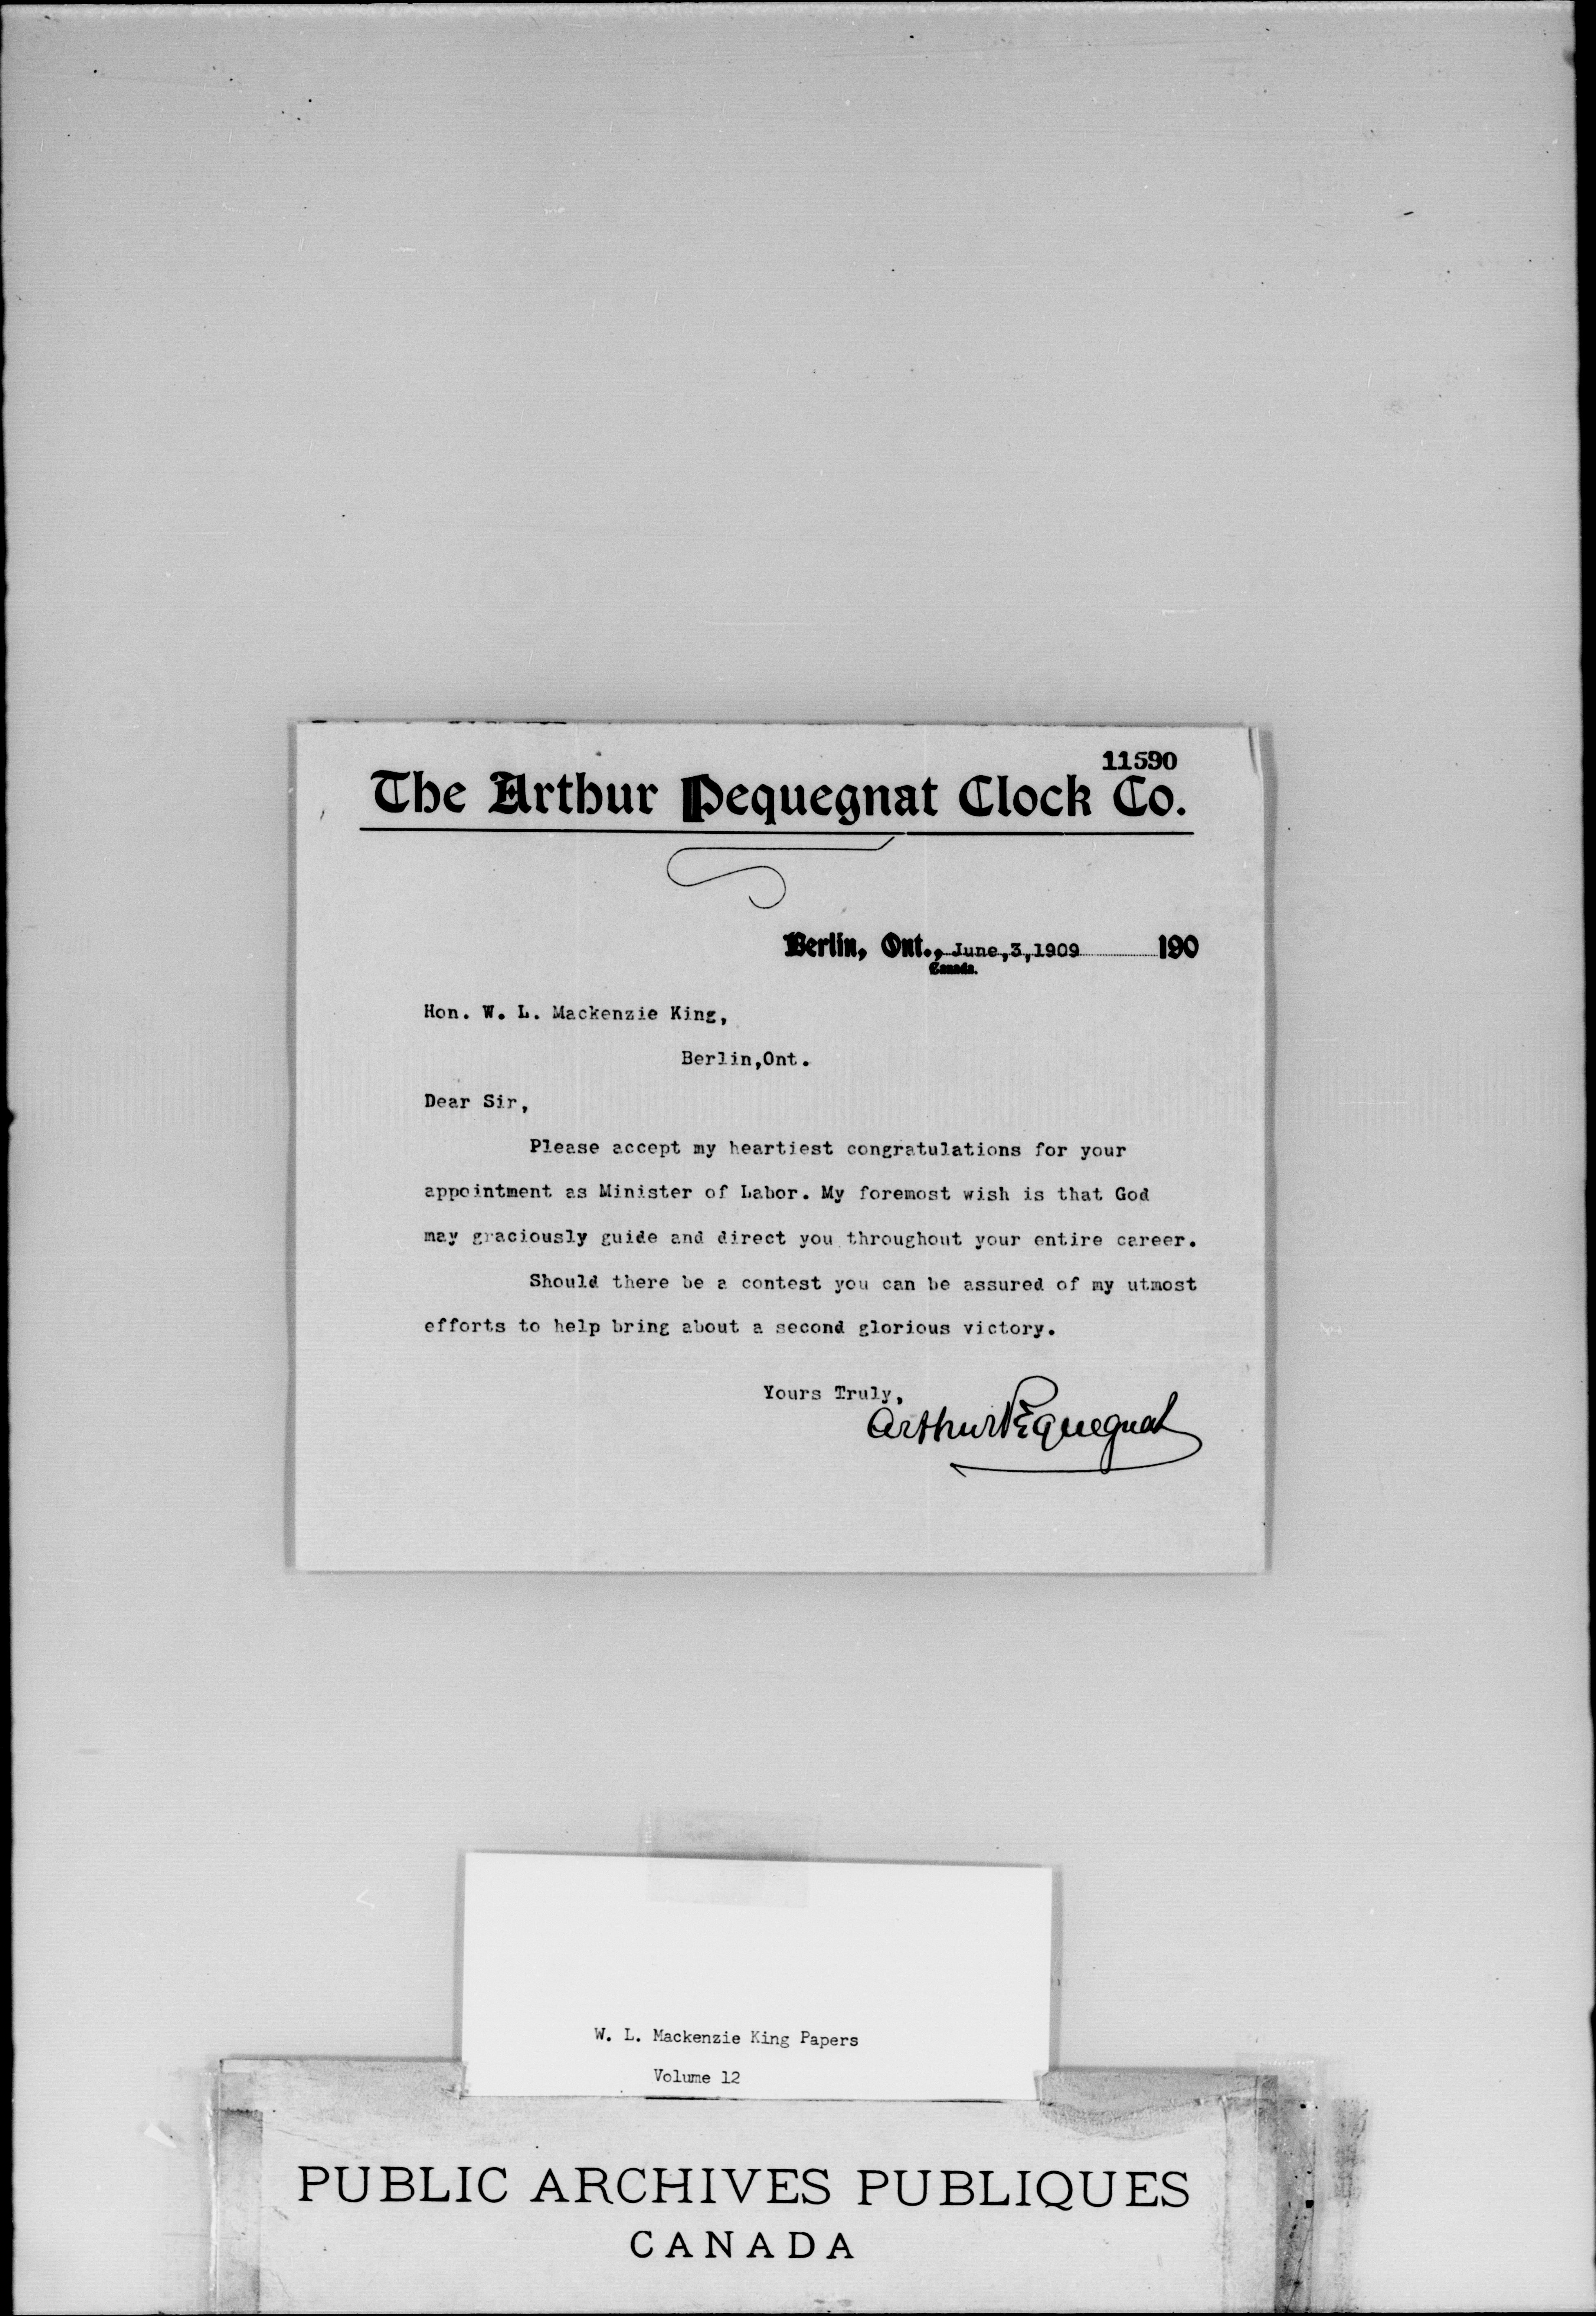 11590
The Arthur Pequegnat Clock Co.
Berlin, Ont., June,3,1909 190
Canada.
Hon. W. L. Mackenzie King,
Berlin,Ont.
Dear Sir,
Please accept my heartiest congratulations for your
appointment as Minister of Labor. My foremost wish is that God
may graciously guide and direct you throughout your entire career.
Should there be a contest you can be assured of my utmost
efforts to help bring about a second glorious victory.
Yours Truly,
Arthur Pequegnat
W. L. Mackenzie King Papers
Volume 12
PUBLIC ARCHIVES PUBLIQUES
CANADA